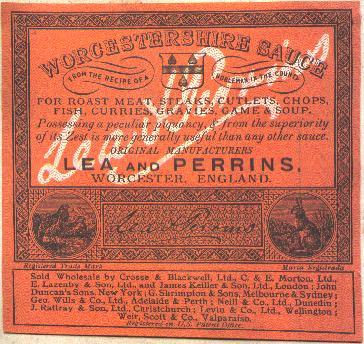 WORCESTERSHIRE SAUCE
FROM THE RECIPE OF A NOBLEMAN IN THE COUNTY
FOR ROAST MEAT, STEAKS, CUTLETS, CHOPS,
FISH, CURRIES, GRAVIES, GAME & SOUP.
Possessing a peculiar piquancy, & from the superiority
of its Zest is more generally useful than any other sauce.
ORIGINAL MANUFACTURERS
LEA AND PERRINS,
WORCESTER, ENGLAND.
Lea & Perrins
Lea & Perrins
Registered Trade Mark Marca Registrada
Sold Wholesale by Crosse & Blackwell, Ltd., C. & E. Morton, Ltd.,
E. Lazenby & Son, Ltd., and James Keiller & Son, Ltd., London; John
Duncan's Sons, New York; G. Shrimpton & Sons, Melbourne & Sydney;
Geo. Wills & Co., Ltd., Adelaide & Perth; Neill & Co., Ltd., Dunedin;
J. Rattray & Son, Ltd., Christchurch; Levin & Co., Ltd., Wellington;
Weir, Scott & Co., Valparaiso.
Registered in U.S. Patent Office.